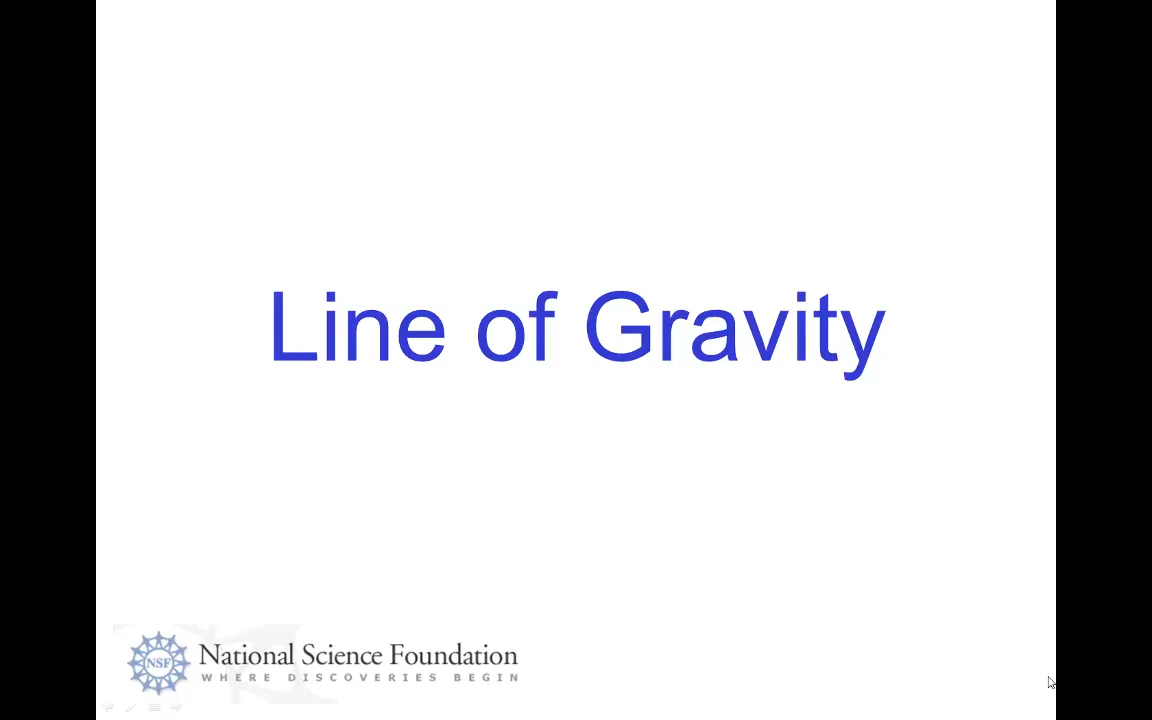 Line of Gravity
NSF
National Science Foundation
WHERE DISCOVERIES BEGIN